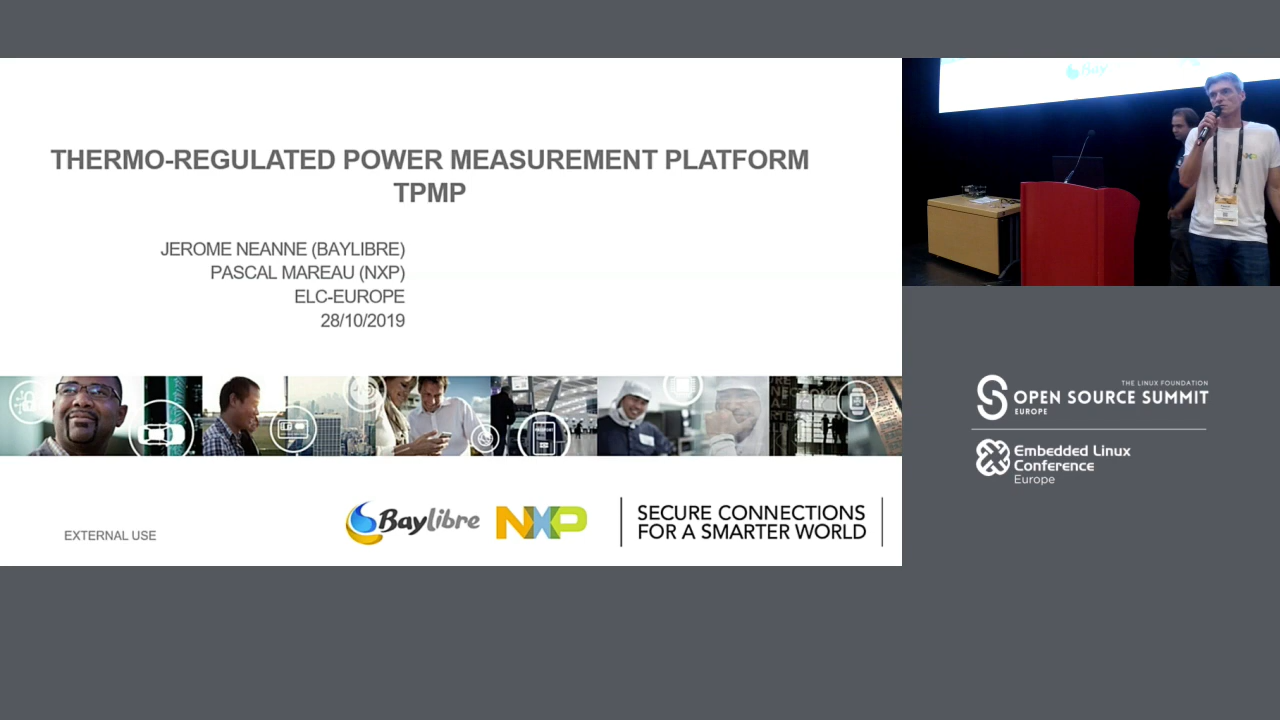 THERMO-REGULATED POWER MEASUREMENT PLATFORM
TPMP
JEROME NEANNE (BAYLIBRE)
PASCAL MAREAU (NXP)
ELC-EUROPE
28/10/2019
EXTERNAL USE
Baylibre
NXP
SECURE CONNECTIONS
FOR A SMARTER WORLD
Bay
THE LINUX FOUNDATION
OPEN SOURCE SUMMIT
EUROPE
Embedded Linux
Conference
Europe